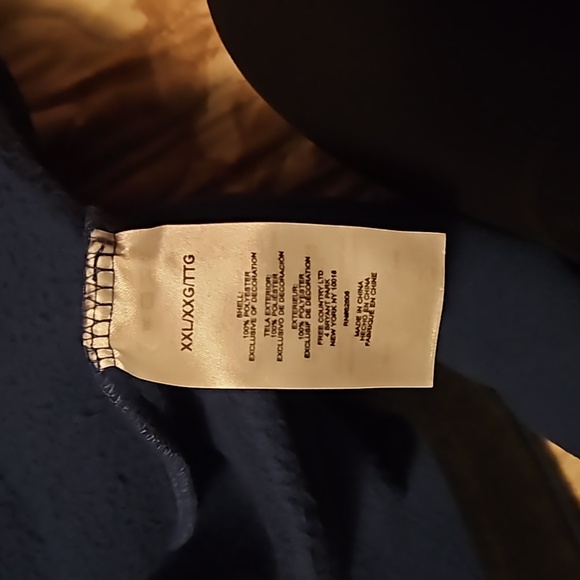 XXL/XXG/TTG
SHELL:
100% POLYESTER
EXCLUSIVE OF DECORATION
TELA EXTERIOR:
100% POLIÉSTER
EXCLUSIVO DE DECORACIÓN
EXTERIEUR:
100% POLYESTER
EXCLUSIF DE DÉCORATION
FREE COUNTRY LTD
4 BRYANT PARK
NEW YORK NY 10018
MADE IN CHINA
HECHO EN CHINA
FABRIQUÉ EN CHINE